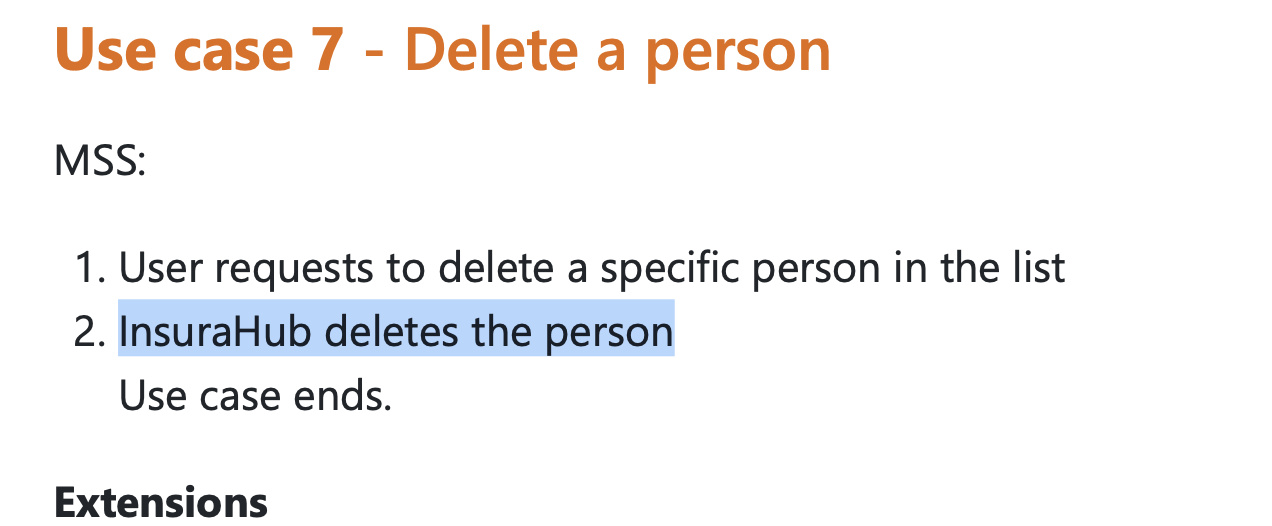 Use case 7 - Delete a person
MSS:
1. User requests to delete a specific person in the list
2. InsuraHub deletes the person
Use case ends.
Extensions